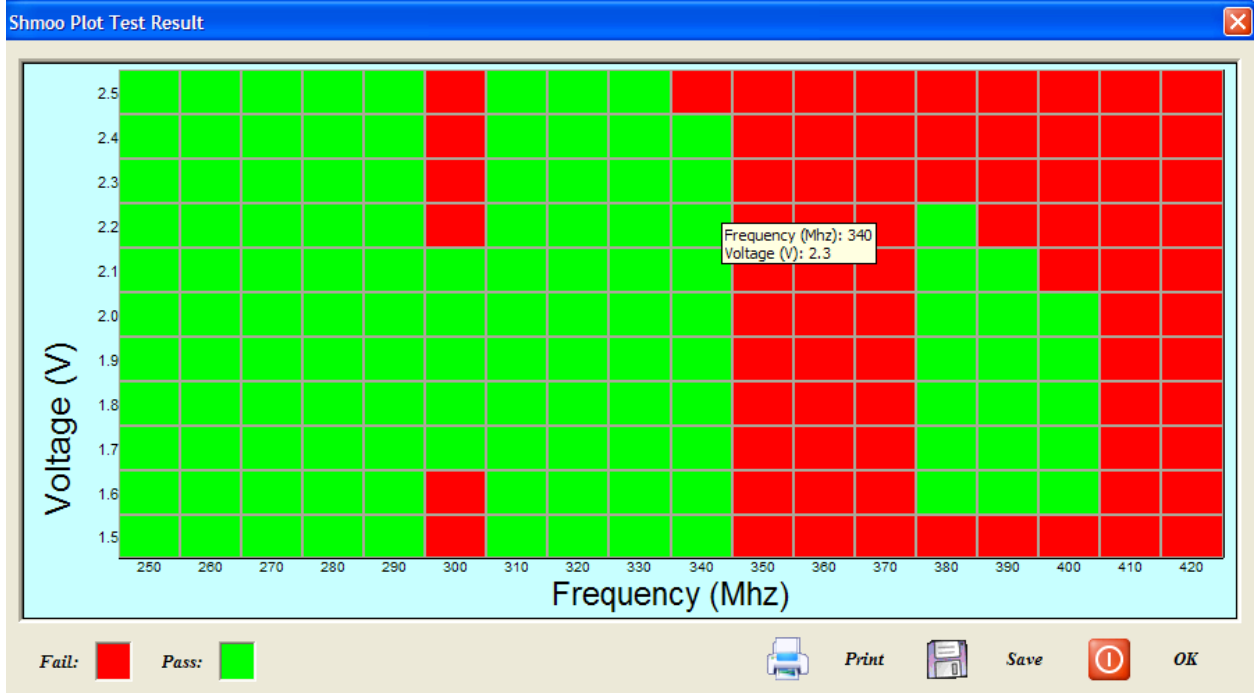 Shmoo Plot Test Result
2.5
2.4
2.3
2.2
Frequency (Mhz): 340
Voltage (V): 2.3
2.1
2.0
1.9
1.8
1.7
1.6
1.5
Voltage (V)
250 260 270 280 290 300 310 320 330 340 350 360 370 380 390 400 410 420
Frequency (Mhz)
Fail: Pass: Print Save OK